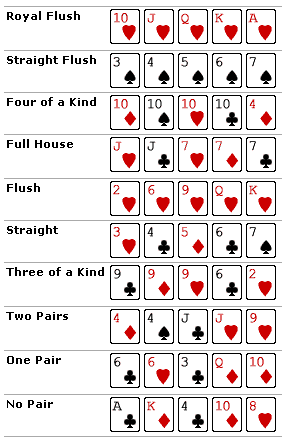 Royal Flush 10 J Q K A
Straight Flush 3 4 5 6 7
Four of a Kind 10 10 10 10 4
Full House J J 7 7 7
Flush 2 6 9 Q K
Straight 3 4 5 6 7
Three of a Kind 9 9 9 6 2
Two Pairs 4 4 J J 9
One Pair 6 6 3 Q 10
No Pair A K 4 10 8